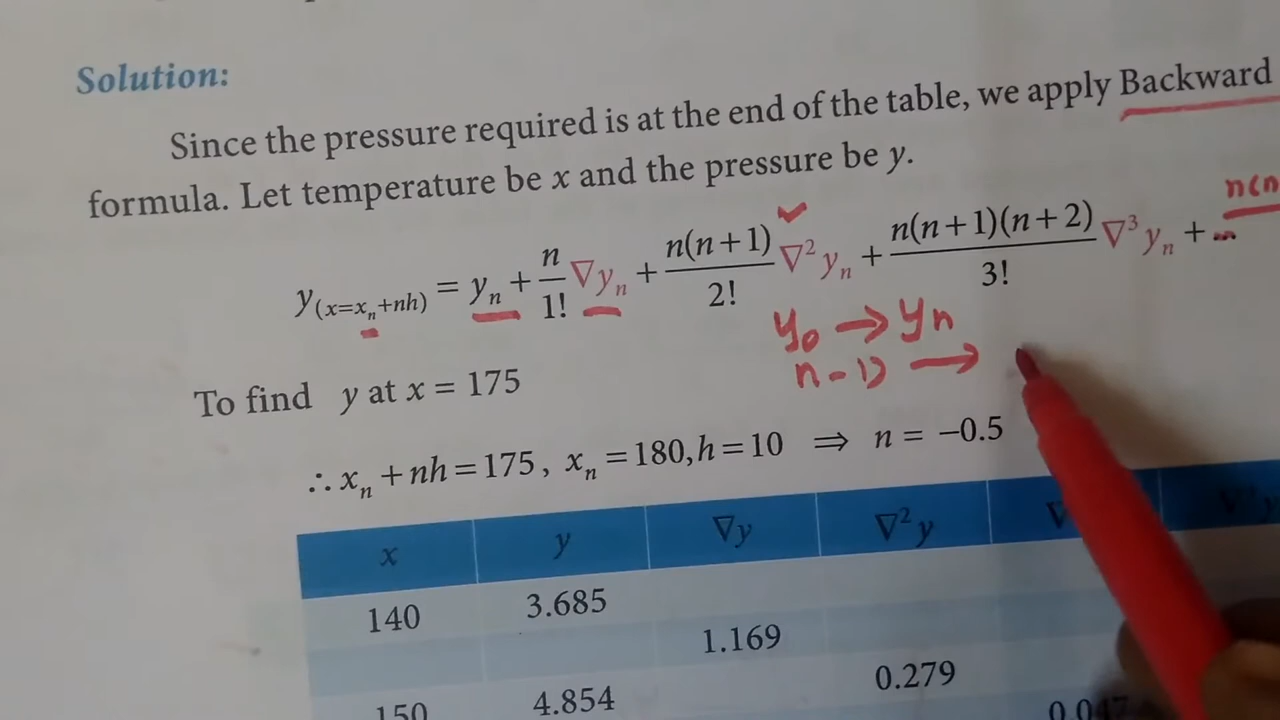 Solution:
Since the pressure required is at the end of the table, we apply Backward
formula. Let temperature be x and the pressure be y.
n(n
y(x=xₙ+nh) = yₙ + n/1! ∇yₙ + n(n+1)/2! ∇²yₙ + n(n+1)(n+2)/3! ∇³yₙ +
y₀ → yₙ
n-1) →
To find y at x = 175
∴ xₙ + nh = 175, xₙ = 180, h = 10 ⇒ n = −0.5
x y ∇y ∇²y
140 3.685
1.169
0.279
150 4.854
0.047